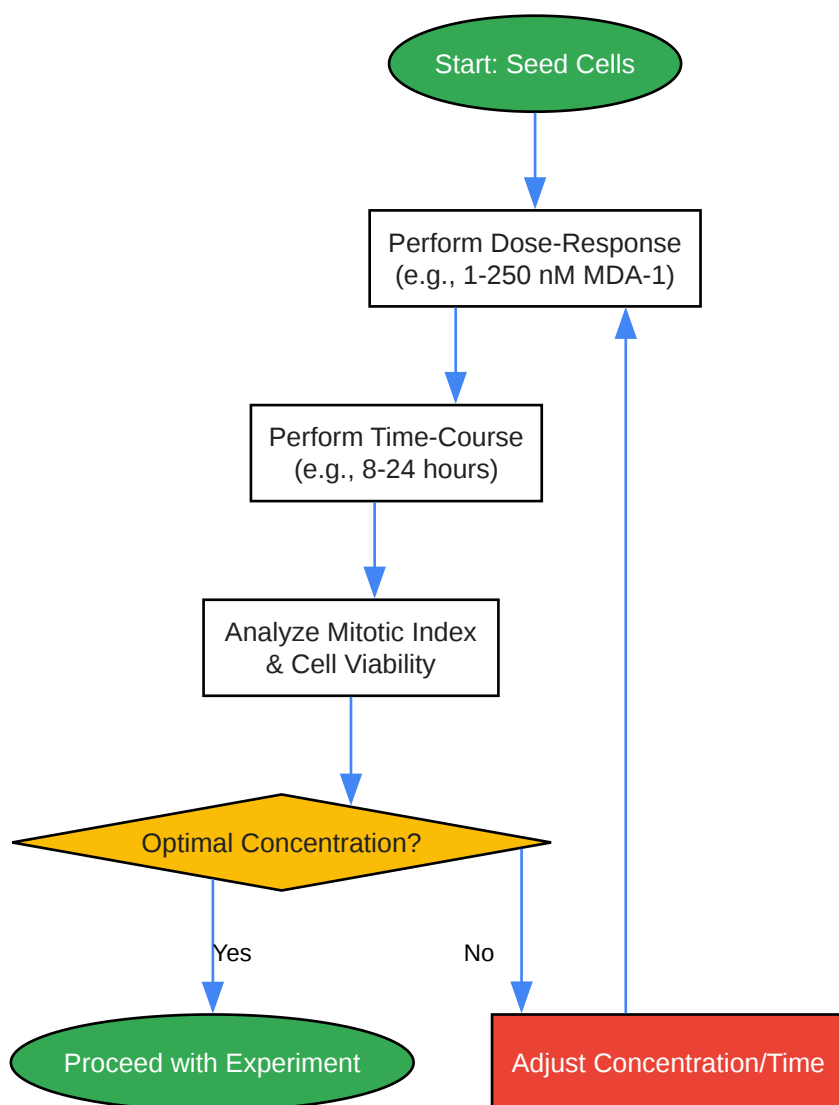 Start: Seed Cells
Perform Dose-Response
(e.g., 1-250 nM MDA-1)
Perform Time-Course
(e.g., 8-24 hours)
Analyze Mitotic Index
& Cell Viability
Optimal Concentration?
Yes
No
Proceed with Experiment
Adjust Concentration/Time